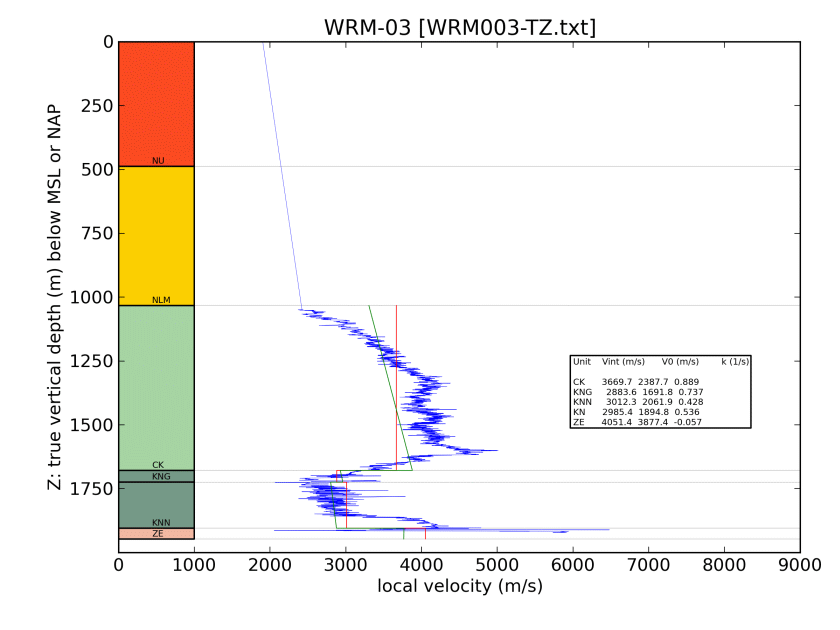 WRM-03 [WRM003-TZ.txt]
Z: true vertical depth (m) below MSL or NAP
0
250
500
750
1000
1250
1500
1750
NU
NLM
CK
KNG
KNN
ZE
Unit Vint (m/s) V0 (m/s) k (1/s)
CK 3669.7 2387.7 0.889
KNG 2883.6 1691.8 0.737
KNN 3012.3 2061.9 0.428
KN 2985.4 1894.8 0.536
ZE 4051.4 3877.4 -0.057
0 1000 2000 3000 4000 5000 6000 7000 8000 9000
local velocity (m/s)